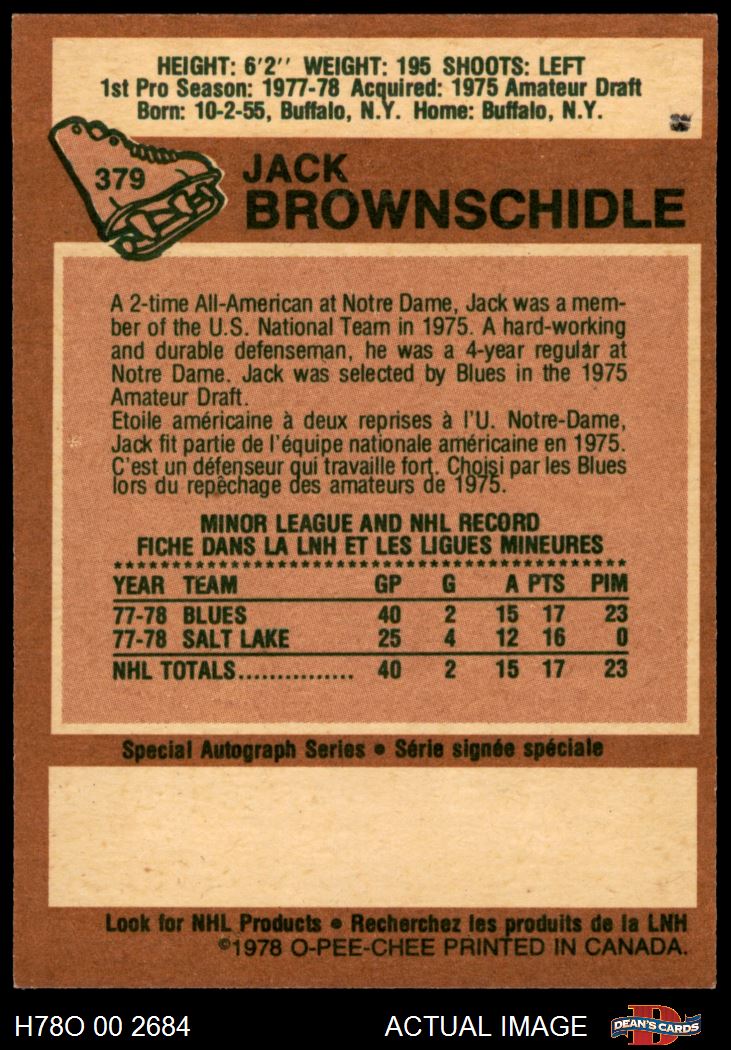 HEIGHT: 6'2'' WEIGHT: 195 SHOOTS: LEFT
1st Pro Season: 1977-78 Acquired: 1975 Amateur Draft
Born: 10-2-55, Buffalo, N.Y. Home: Buffalo, N.Y.
379
JACK
BROWNSCHIDLE
A 2-time All-American at Notre Dame, Jack was a mem-
ber of the U.S. National Team in 1975. A hard-working
and durable defenseman, he was a 4-year regular at
Notre Dame. Jack was selected by Blues in the 1975
Amateur Draft.
Etoile américaine à deux reprises à l'U. Notre-Dame,
Jack fit partie de l'équipe nationale américaine en 1975.
C'est un défenseur qui travaille fort. Choisi par les Blues
lors du repêchage des amateurs de 1975.
MINOR LEAGUE AND NHL RECORD
FICHE DANS LA LNH ET LES LIGUES MINEURES
YEAR TEAM GP G A PTS PIM
77-78 BLUES 40 2 15 17 23
77-78 SALT LAKE 25 4 12 16 0
NHL TOTALS............... 40 2 15 17 23
Special Autograph Series • Série signée spéciale
Look for NHL Products • Recherchez les produits de la LNH
©1978 O-PEE-CHEE PRINTED IN CANADA.
H78O 00 2684 ACTUAL IMAGE D DEAN'S CARDS